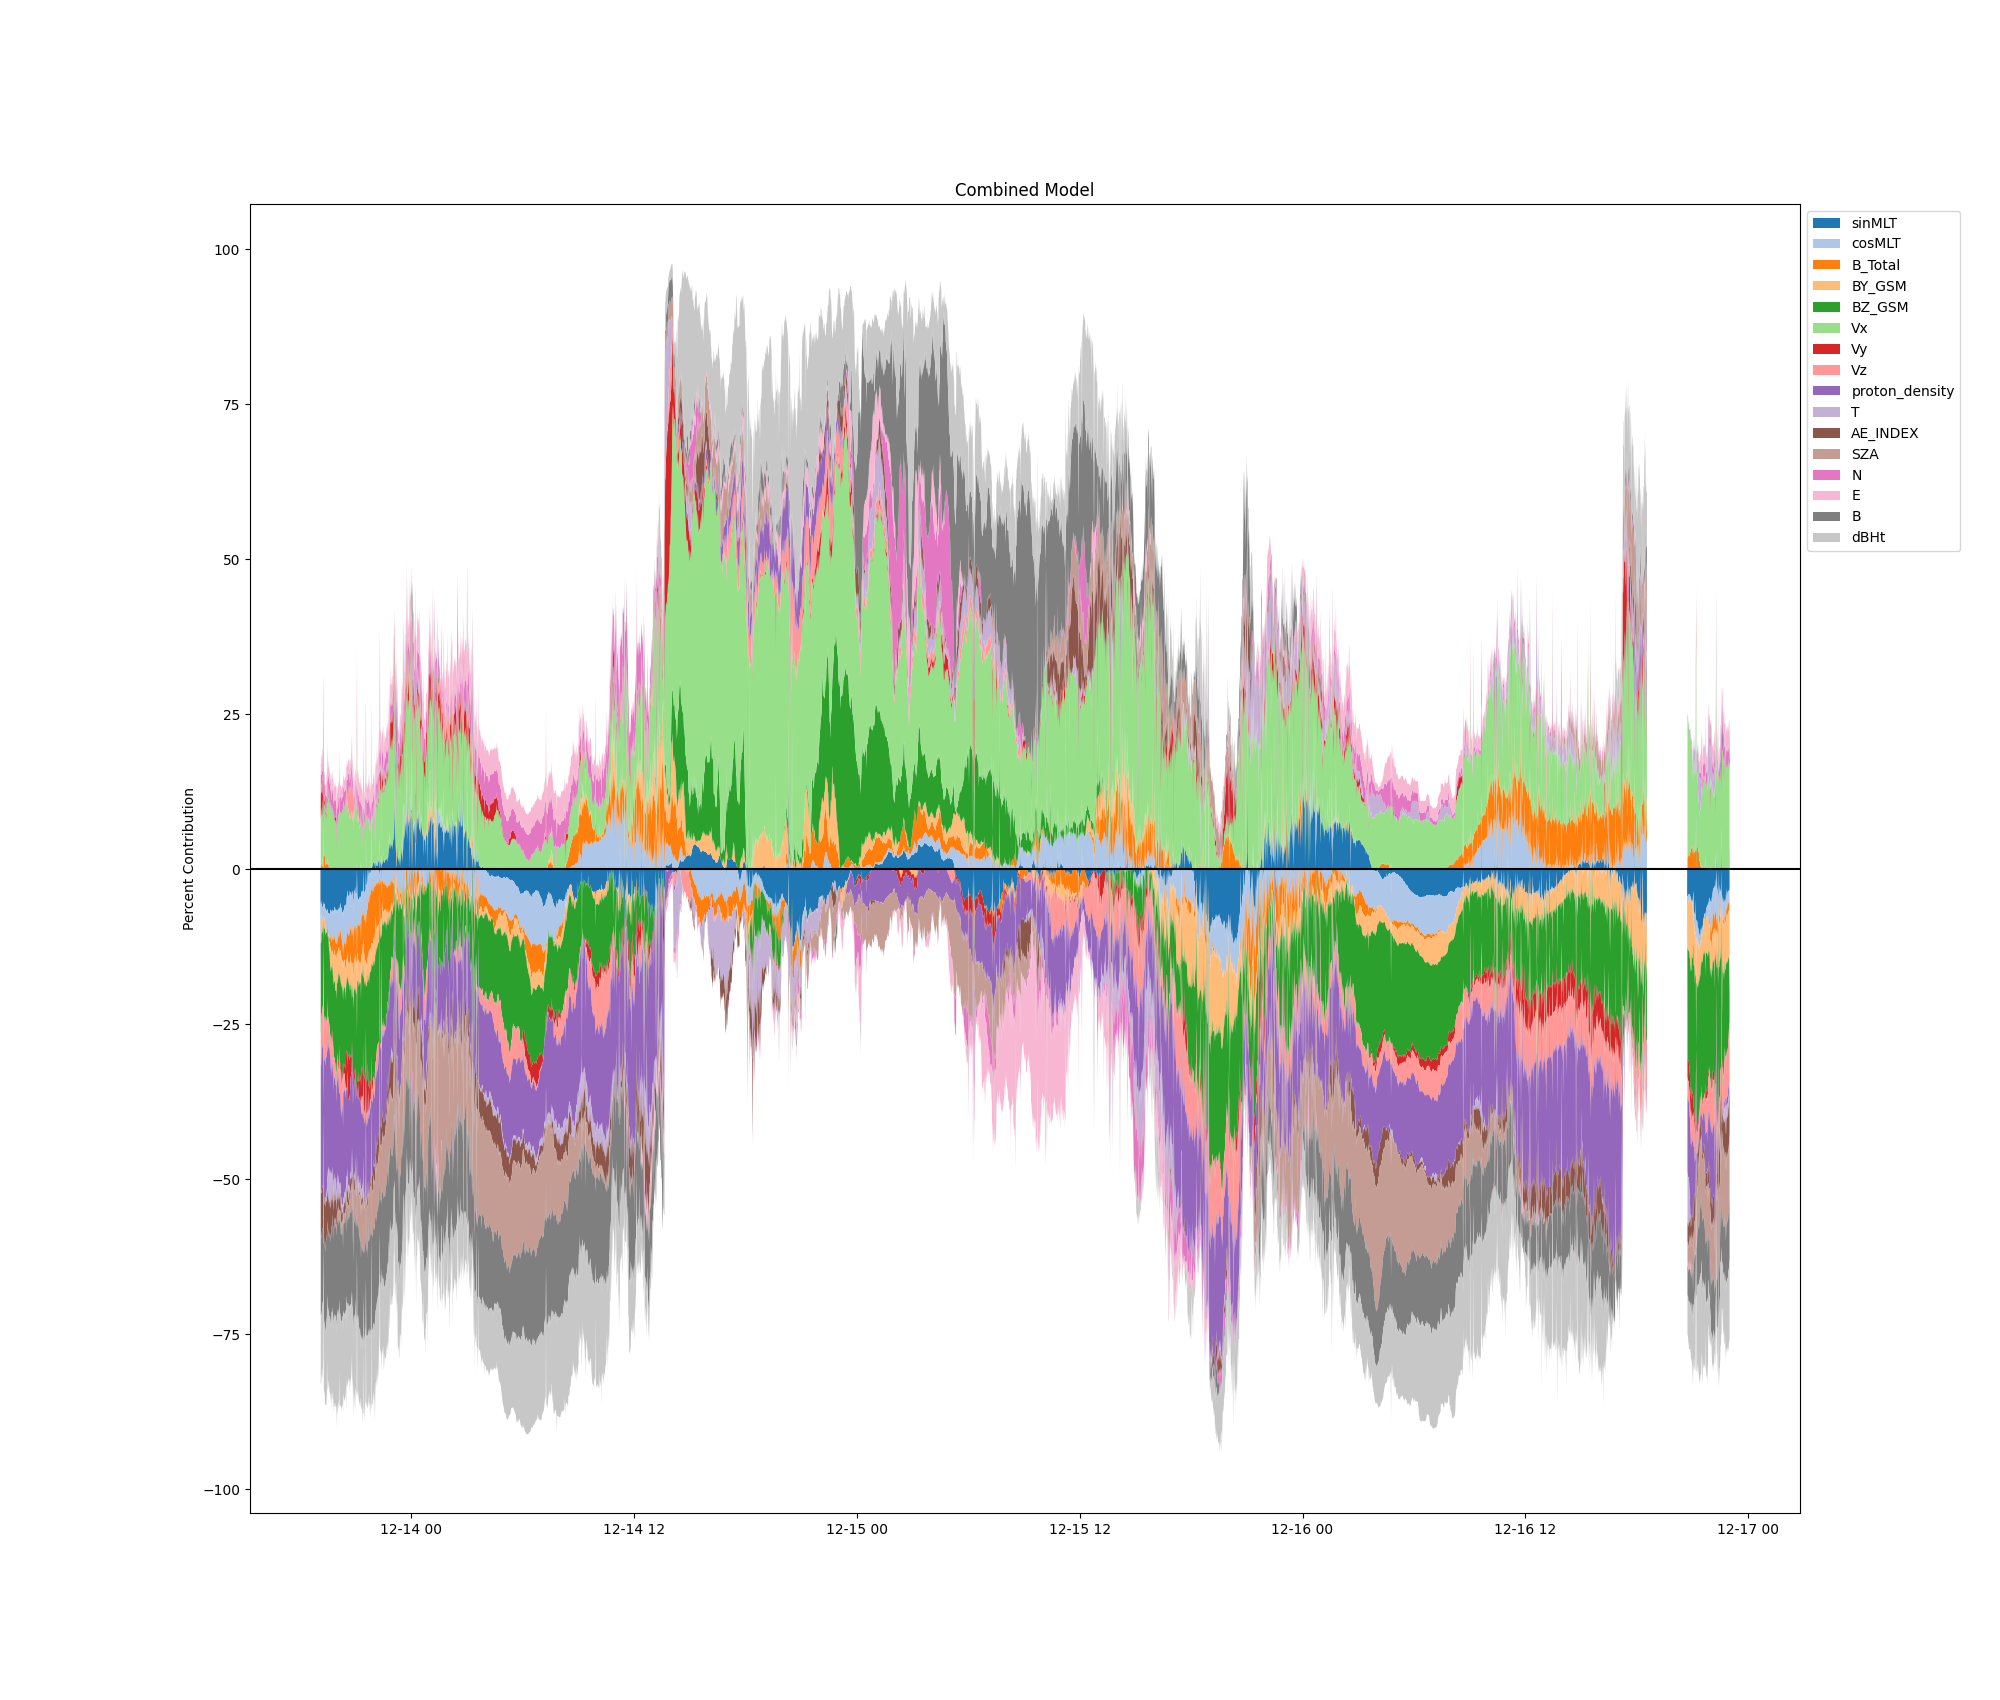 Combined Model
Percent Contribution
100
75
50
25
0
−25
−50
−75
−100
12-14 00
12-14 12
12-15 00
12-15 12
12-16 00
12-16 12
12-17 00
sinMLT
cosMLT
B_Total
BY_GSM
BZ_GSM
Vx
Vy
Vz
proton_density
T
AE_INDEX
SZA
N
E
B
dBHt